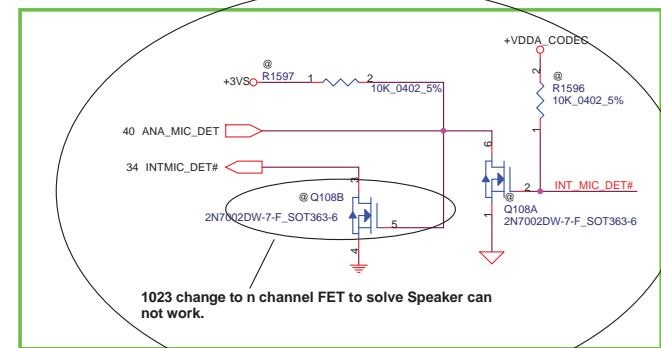 +VDDA_CODEC
@
+3VS R1597 1 2
10K_0402_5%
2
@
R1596
10K_0402_5%
1
40 ANA_MIC_DET
34 INTMIC_DET#
6
3
@ Q108B
2N7002DW-7-F_SOT363-6
5
4
2 INT_MIC_DET#
@
1 Q108A
2N7002DW-7-F_SOT363-6
1023 change to n channel FET to solve Speaker can
not work.